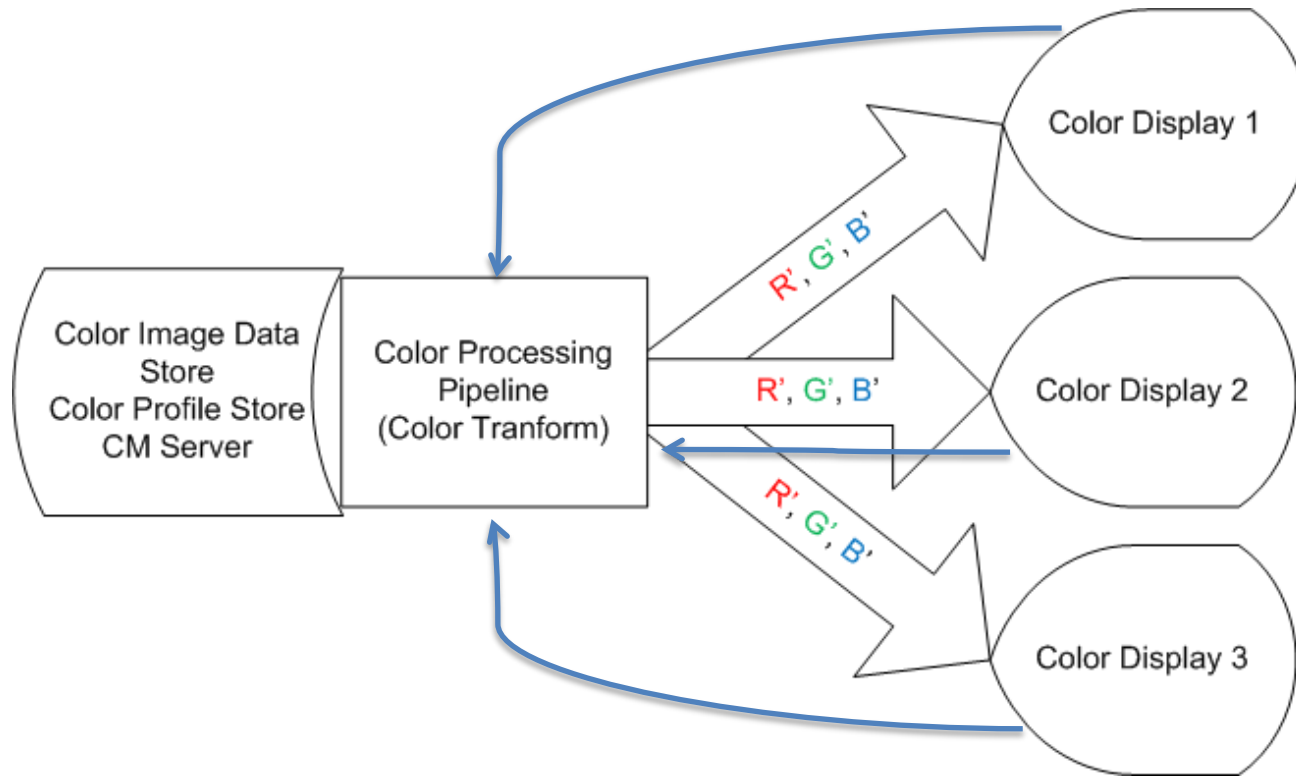 Color Image Data
Store
Color Profile Store
CM Server
Color Processing
Pipeline
(Color Tranform)
R’, G’, B’
R’, G’, B’
R’, G’, B’
Color Display 1
Color Display 2
Color Display 3